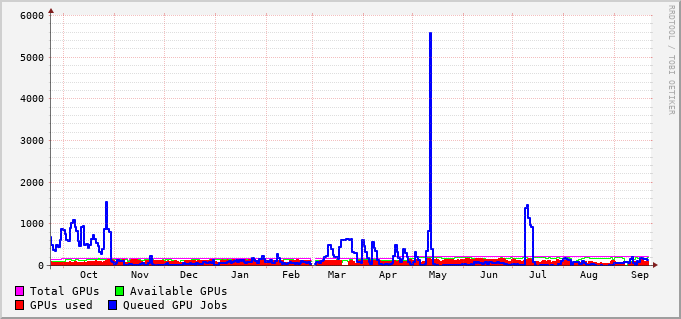 6000
5000
4000
3000
2000
1000
0
Oct Nov Dec Jan Feb Mar Apr May Jun Jul Aug Sep
Total GPUs Available GPUs
GPUs used Queued GPU Jobs
RRDTOOL / TOBI OETIKER